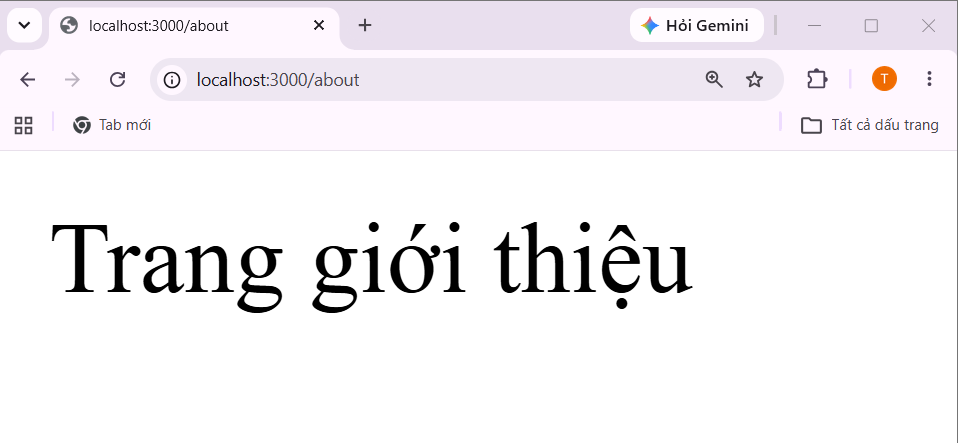 localhost:3000/about
Hỏi Gemini
localhost:3000/about
T
Tab mới
Tất cả dấu trang
Trang giới thiệu